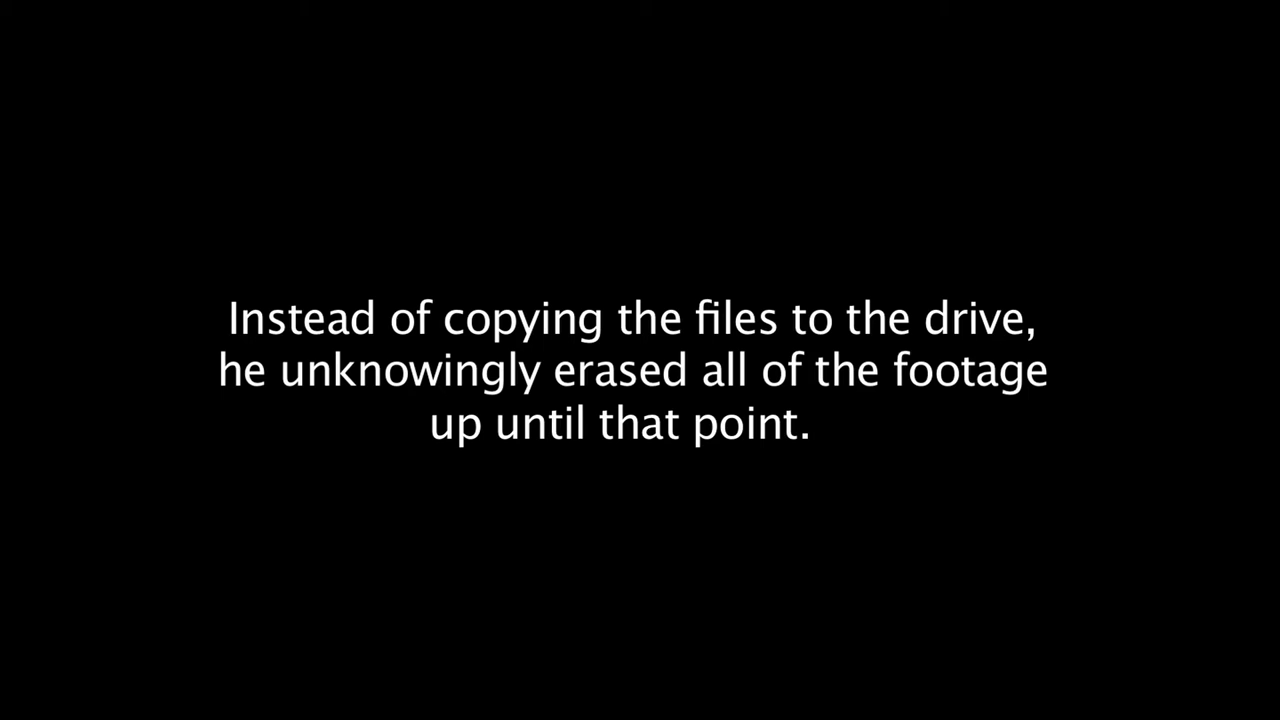 Instead of copying the files to the drive,
he unknowingly erased all of the footage
up until that point.